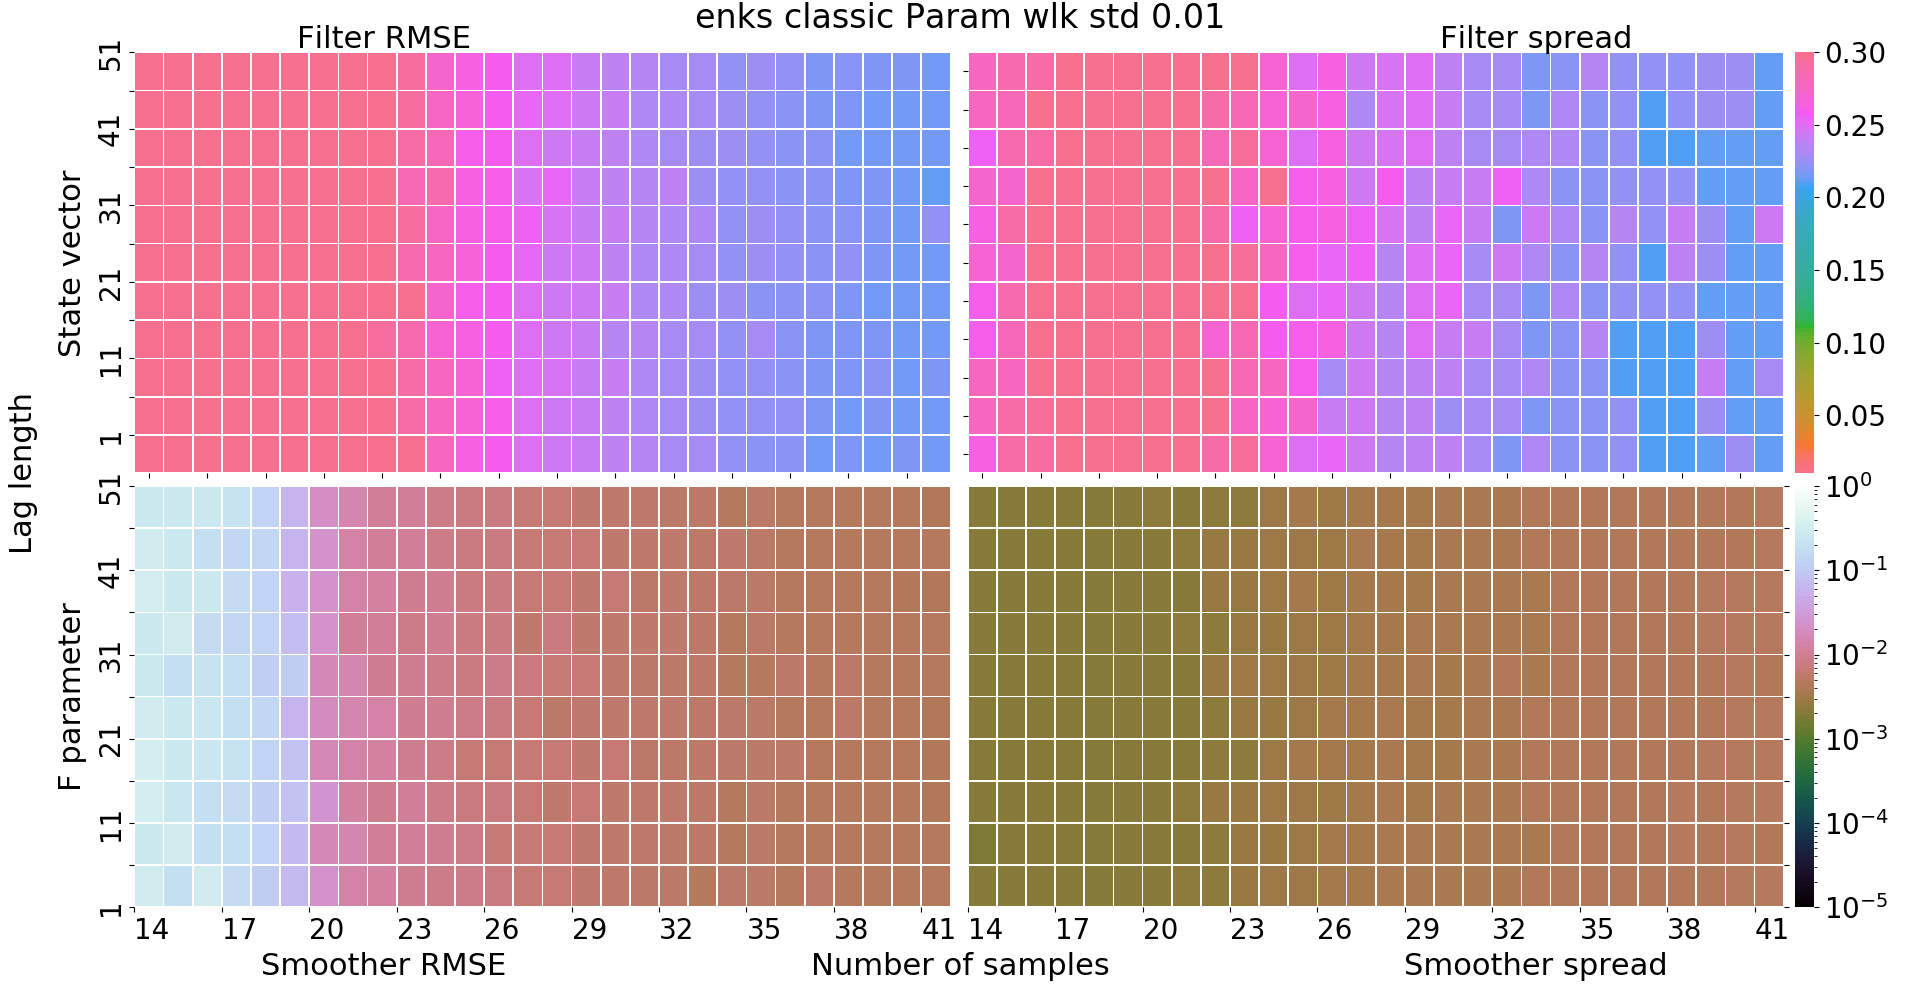 enks classic Param wlk std 0.01
Filter RMSE
Filter spread
Lag length
State vector
51
41
31
21
11
1
0.30
0.25
0.20
0.15
0.10
0.05
F parameter
51
41
31
21
11
1
10⁰
10⁻¹
10⁻²
10⁻³
10⁻⁴
10⁻⁵
14 17 20 23 26 29 32 35 38 41
14 17 20 23 26 29 32 35 38 41
Smoother RMSE
Number of samples
Smoother spread